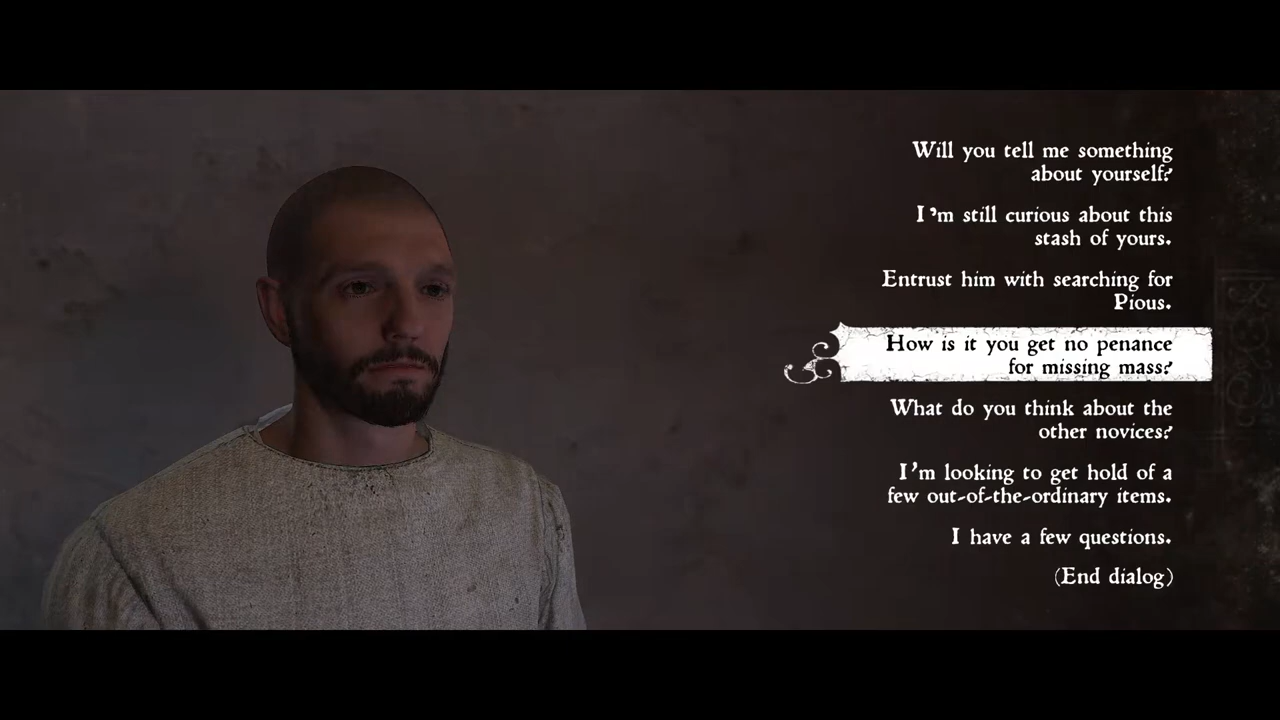 Will you tell me something
about yourself?
I'm still curious about this
stash of yours.
Entrust him with searching for
Pious.
How is it you get no penance
for missing mass?
What do you think about the
other novices?
I'm looking to get hold of a
few out-of-the-ordinary items.
I have a few questions.
(End dialog)